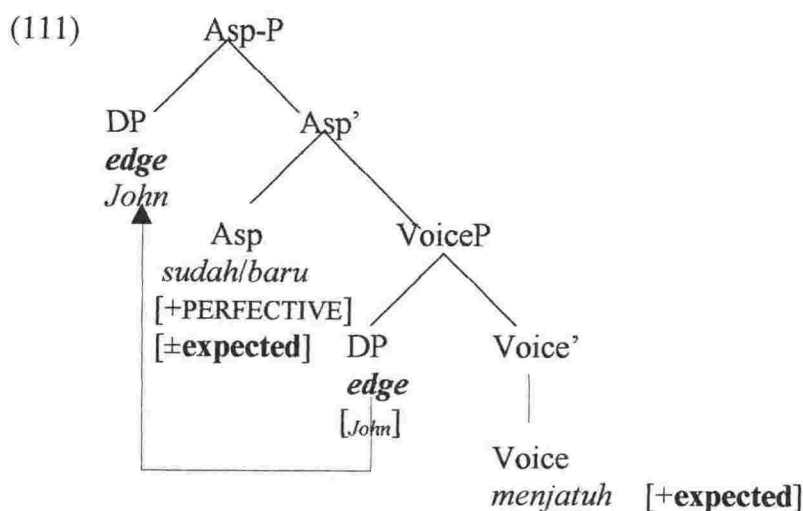 (111) Asp-P
DP Asp’
edge
John
Asp VoiceP
sudah/baru
[+PERFECTIVE]
[±expected] DP Voice’
edge
[John]
Voice
menjatuh [+expected]